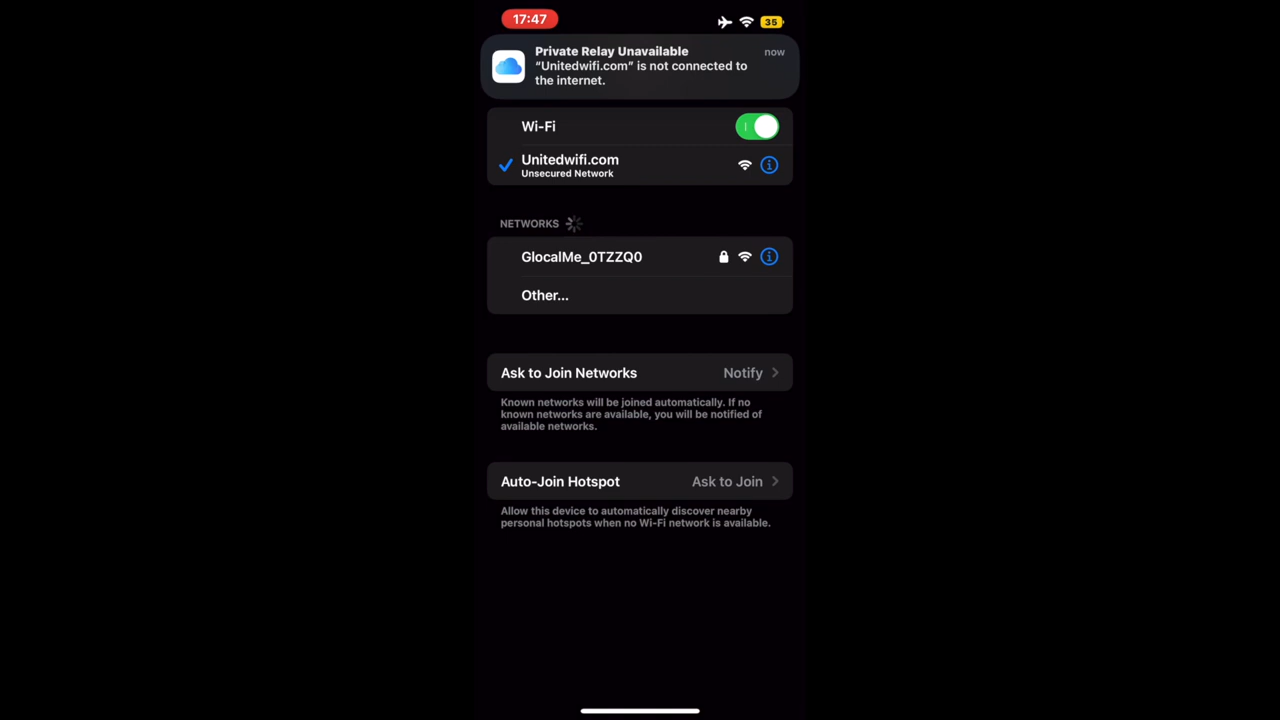 17:47
35
Private Relay Unavailable
now
“Unitedwifi.com” is not connected to
the internet.
Wi-Fi
Unitedwifi.com
Unsecured Network
NETWORKS
GlocalMe_0TZZQ0
Other...
Ask to Join Networks
Notify
Known networks will be joined automatically. If no
known networks are available, you will be notified of
available networks.
Auto-Join Hotspot
Ask to Join
Allow this device to automatically discover nearby
personal hotspots when no Wi-Fi network is available.